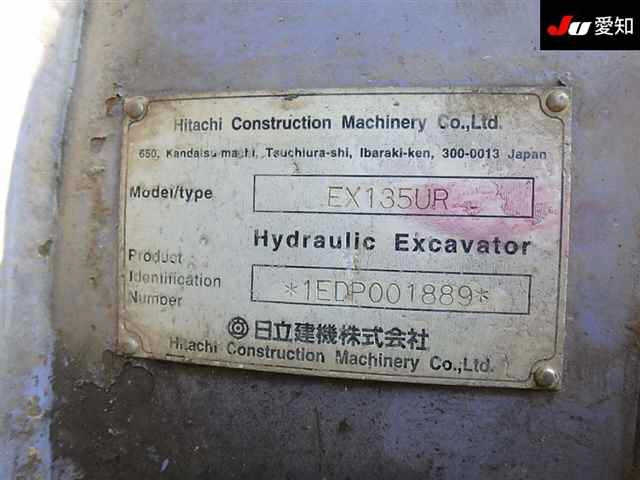 JU 愛知
Hitachi Construction Machinery Co.,Ltd.
650, Kandatsu-machi, Tsuchiura-shi, Ibaraki-ken, 300-0013 Japan
Model/type EX135UR
Hydraulic Excavator
Product
Identification
Number *1EDP001889*
日立建機株式会社
Hitachi Construction Machinery Co.,Ltd.